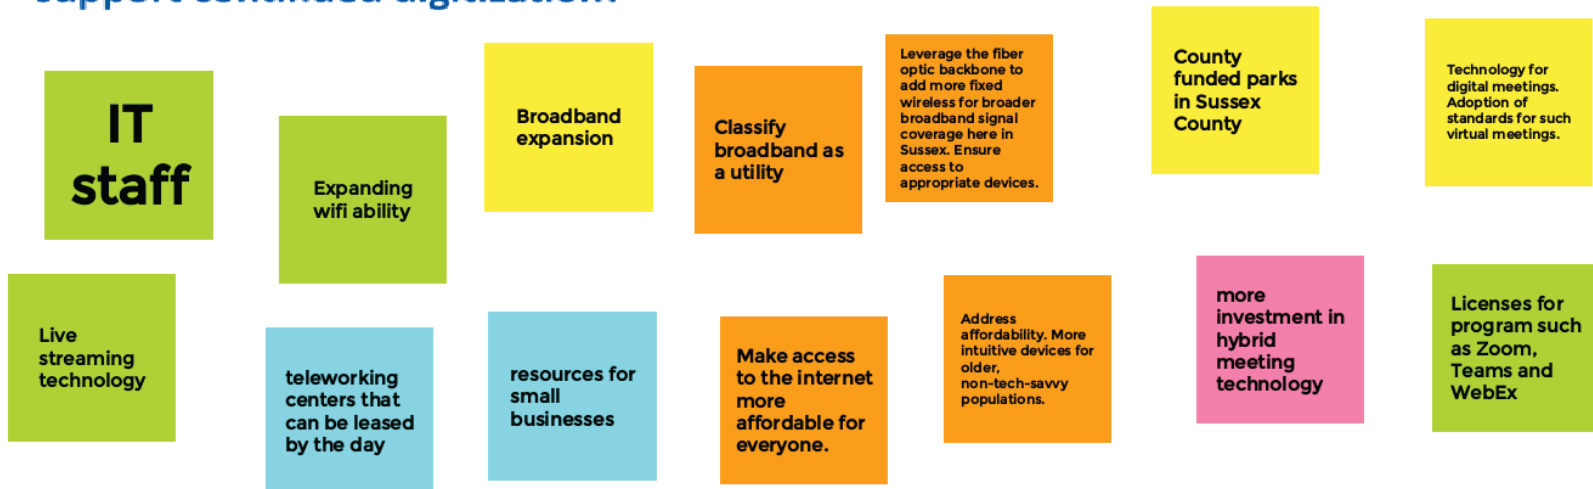 support continued digitization?
IT
staff
Expanding
wifi ability
Broadband
expansion
Classify
broadband as
a utility
Leverage the fiber
optic backbone to
add more fixed
wireless for broader
broadband signal
coverage here in
Sussex. Ensure
access to
appropriate devices.
County
funded parks
in Sussex
County
Technology for
digital meetings.
Adoption of
standards for such
virtual meetings.
Live
streaming
technology
teleworking
centers that
can be leased
by the day
resources for
small
businesses
Make access
to the internet
more
affordable for
everyone.
Address
affordability. More
intuitive devices for
older,
non-tech-savvy
populations.
more
investment in
hybrid
meeting
technology
Licenses for
program such
as Zoom,
Teams and
WebEx